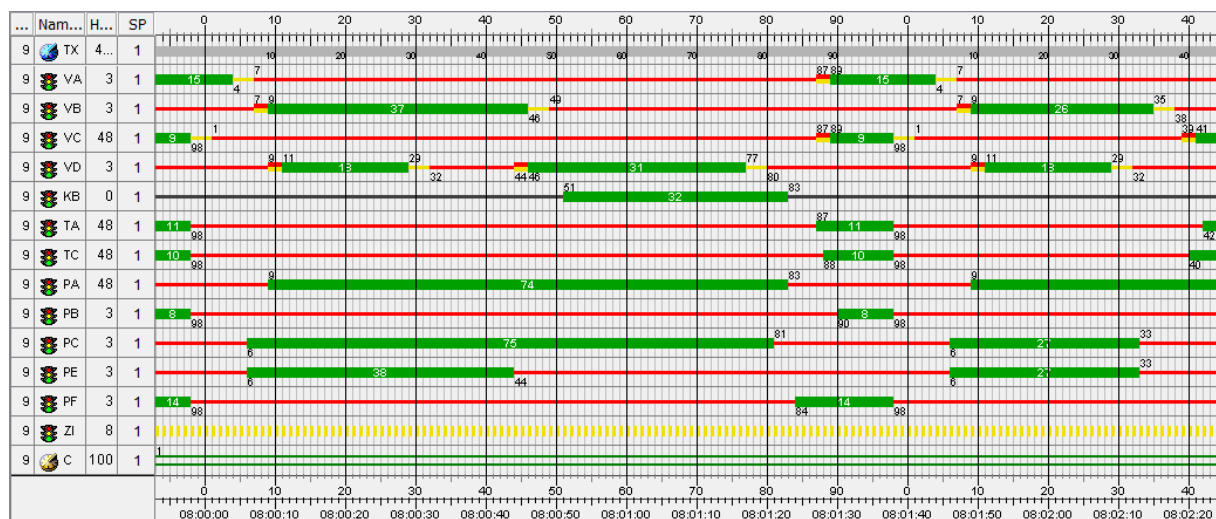 ... Nam... H... SP 0 10 20 30 40 50 60 70 80 90 0 10 20 30 40
9 TX 4... 1 10 20 30 40 50 60 70 80 90 10 20 30 40
9 VA 3 1 15 4 7 87 89 15 4 7
9 VB 3 1 7 9 37 46 49 7 9 26 35 38
9 VC 48 1 9 98 1 87 89 9 98 1 39 41
9 VD 3 1 9 11 18 29 32 44 46 31 77 80 9 11 18 29 32
9 KB 0 1 51 32 83
9 TA 48 1 11 98 87 11 98 42
9 TC 48 1 10 98 88 10 98 40
9 PA 48 1 9 74 83 9
9 PB 3 1 8 98 90 8 98
9 PC 3 1 6 75 81 6 27 33
9 PE 3 1 6 38 44 6 27 33
9 PF 3 1 14 98 84 14 98
9 ZI 8 1
9 C 100 1 1
0 10 20 30 40 50 60 70 80 90 0 10 20 30 40
08:00:00 08:00:10 08:00:20 08:00:30 08:00:40 08:00:50 08:01:00 08:01:10 08:01:20 08:01:30 08:01:40 08:01:50 08:02:00 08:02:10 08:02:20